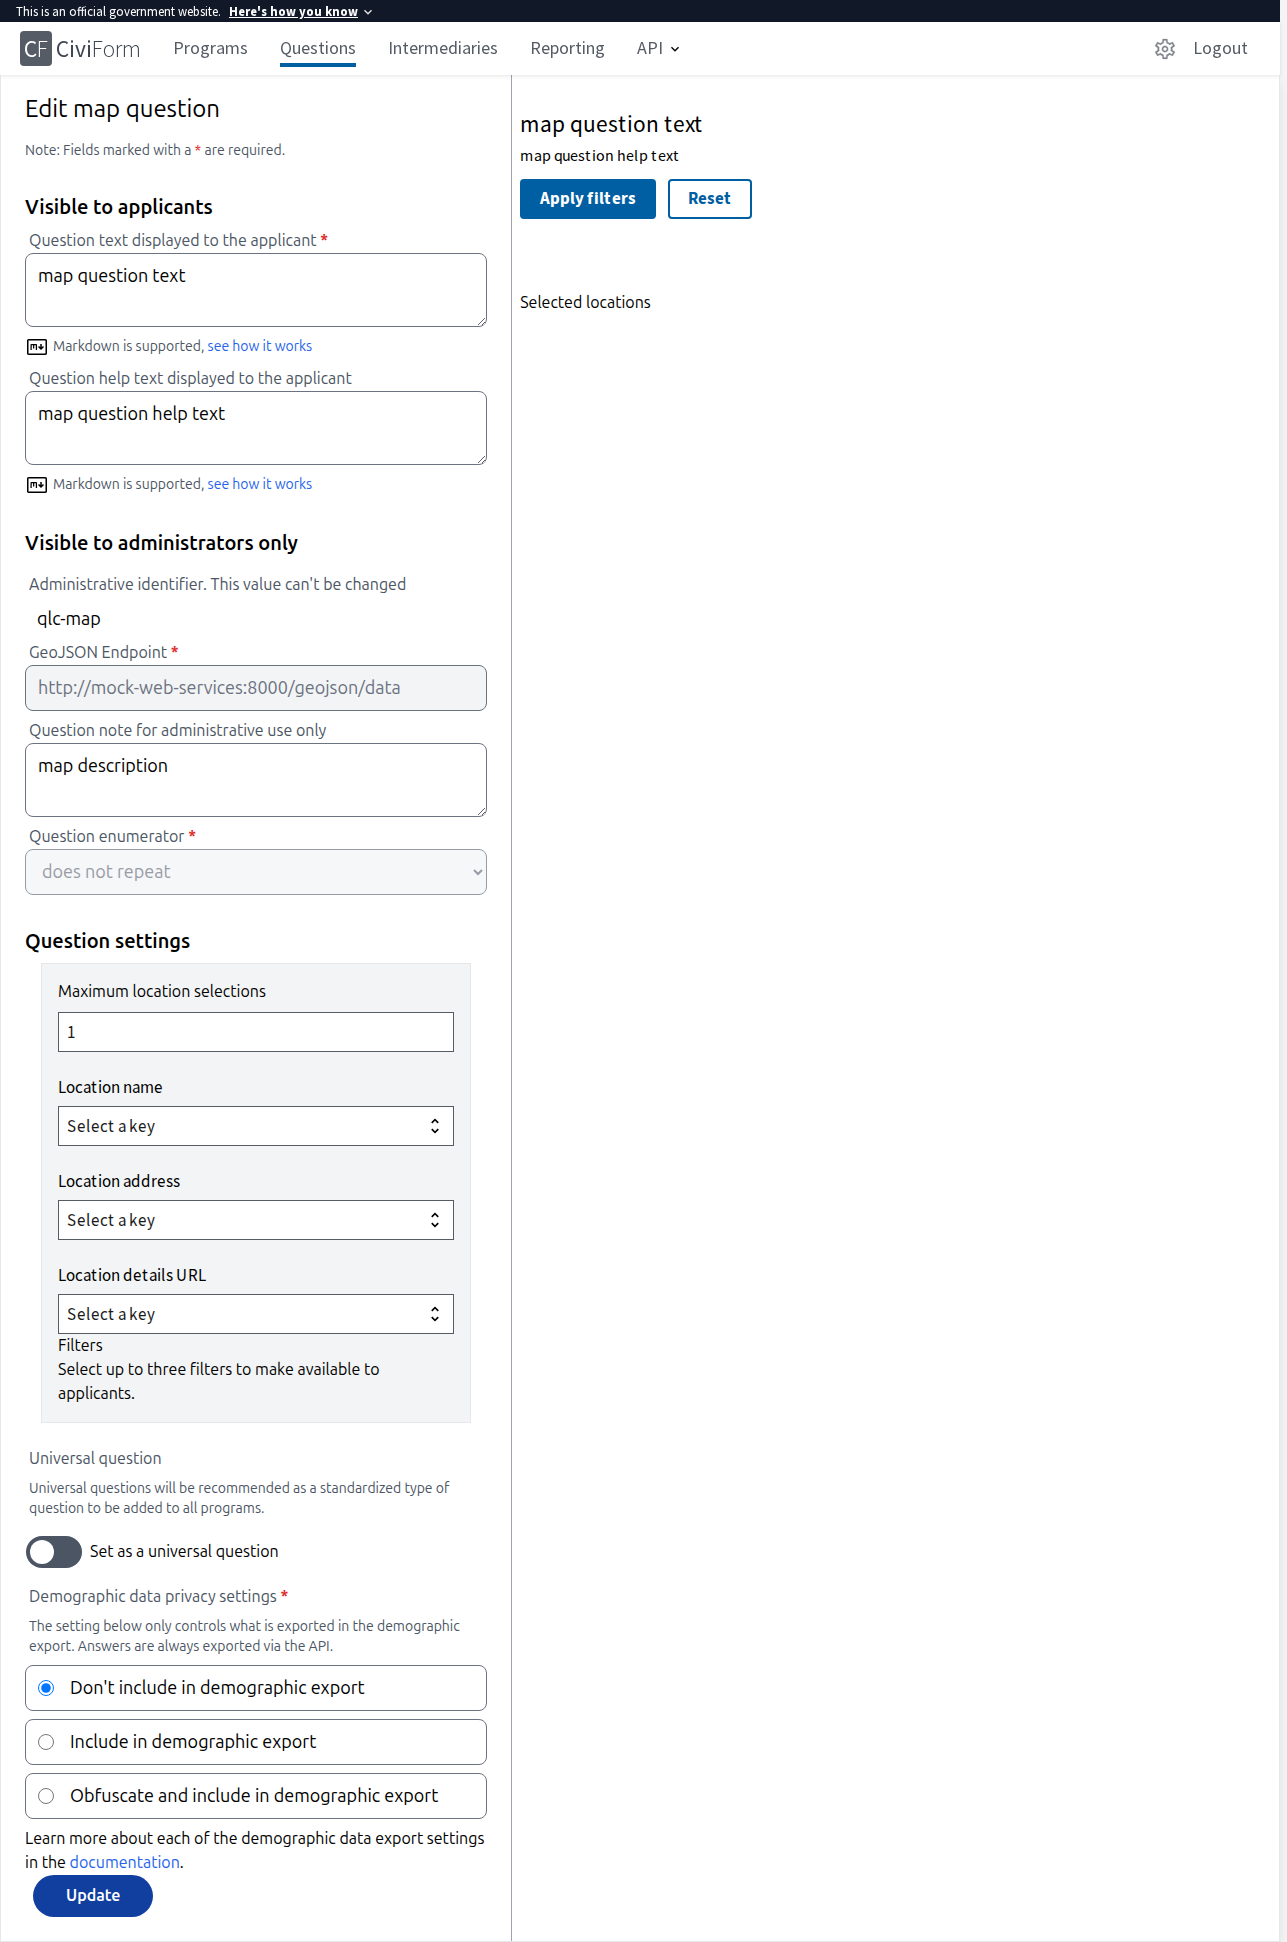 This is an official government website. Here's how you know
CF CiviForm Programs Questions Intermediaries Reporting API Logout
Edit map question
Note: Fields marked with a * are required.
Visible to applicants
Question text displayed to the applicant *
map question text
Markdown is supported, see how it works
Question help text displayed to the applicant
map question help text
Markdown is supported, see how it works
Visible to administrators only
Administrative identifier. This value can't be changed
qlc-map
GeoJSON Endpoint *
http://mock-web-services:8000/geojson/data
Question note for administrative use only
map description
Question enumerator *
does not repeat
Question settings
Maximum location selections
1
Location name
Select a key
Location address
Select a key
Location details URL
Select a key
Filters
Select up to three filters to make available to
applicants.
Universal question
Universal questions will be recommended as a standardized type of
question to be added to all programs.
Set as a universal question
Demographic data privacy settings *
The setting below only controls what is exported in the demographic
export. Answers are always exported via the API.
Don't include in demographic export
Include in demographic export
Obfuscate and include in demographic export
Learn more about each of the demographic data export settings
in the documentation.
Update
map question text
map question help text
Apply filters Reset
Selected locations